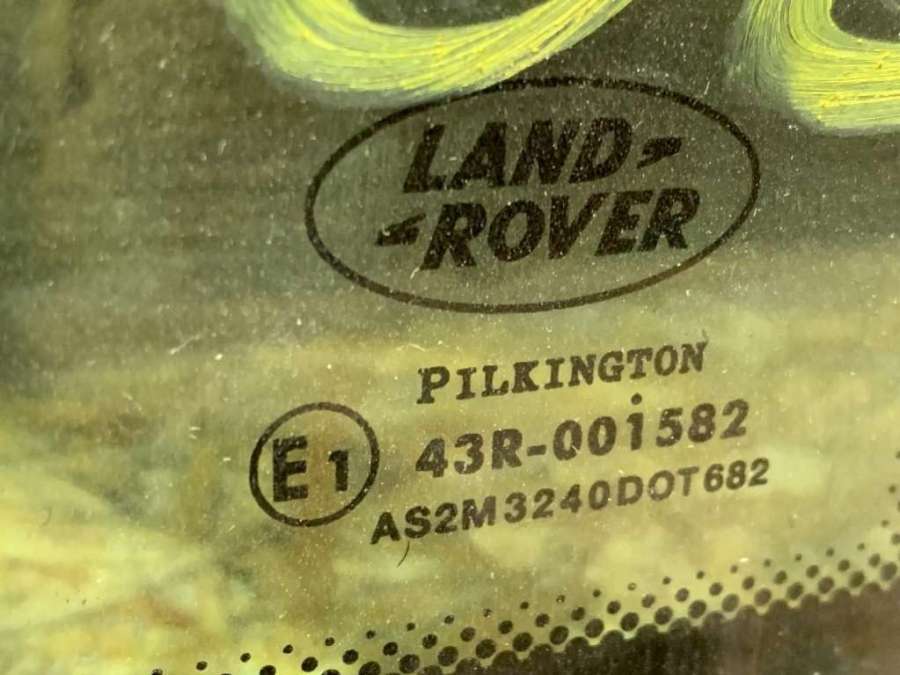 LAND
ROVER
PILKINGTON
E1
43R-001582
AS2M3240DOT682